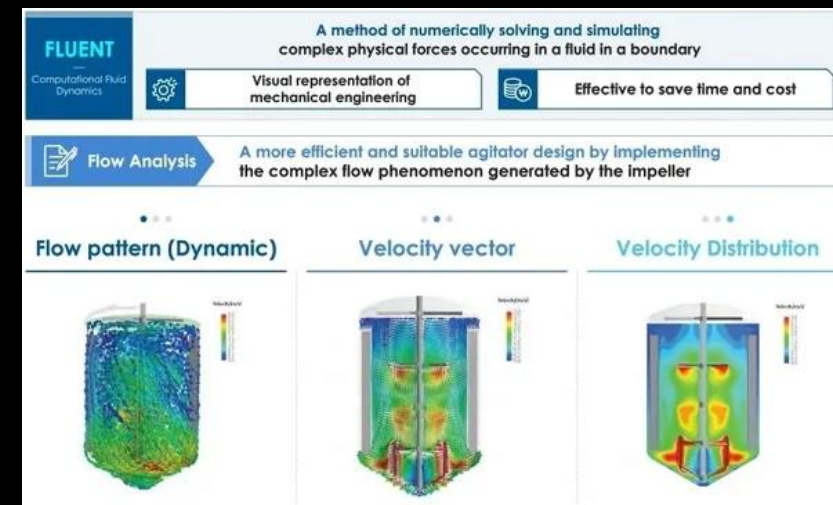 FLUENT
Computational Fluid
Dynamics
A method of numerically solving and simulating
complex physical forces occurring in a fluid in a boundary
Visual representation of
mechanical engineering
Effective to save time and cost
Flow Analysis
A more efficient and suitable agitator design by implementing
the complex flow phenomenon generated by the impeller
Flow pattern (Dynamic)
Velocity vector
Velocity Distribution